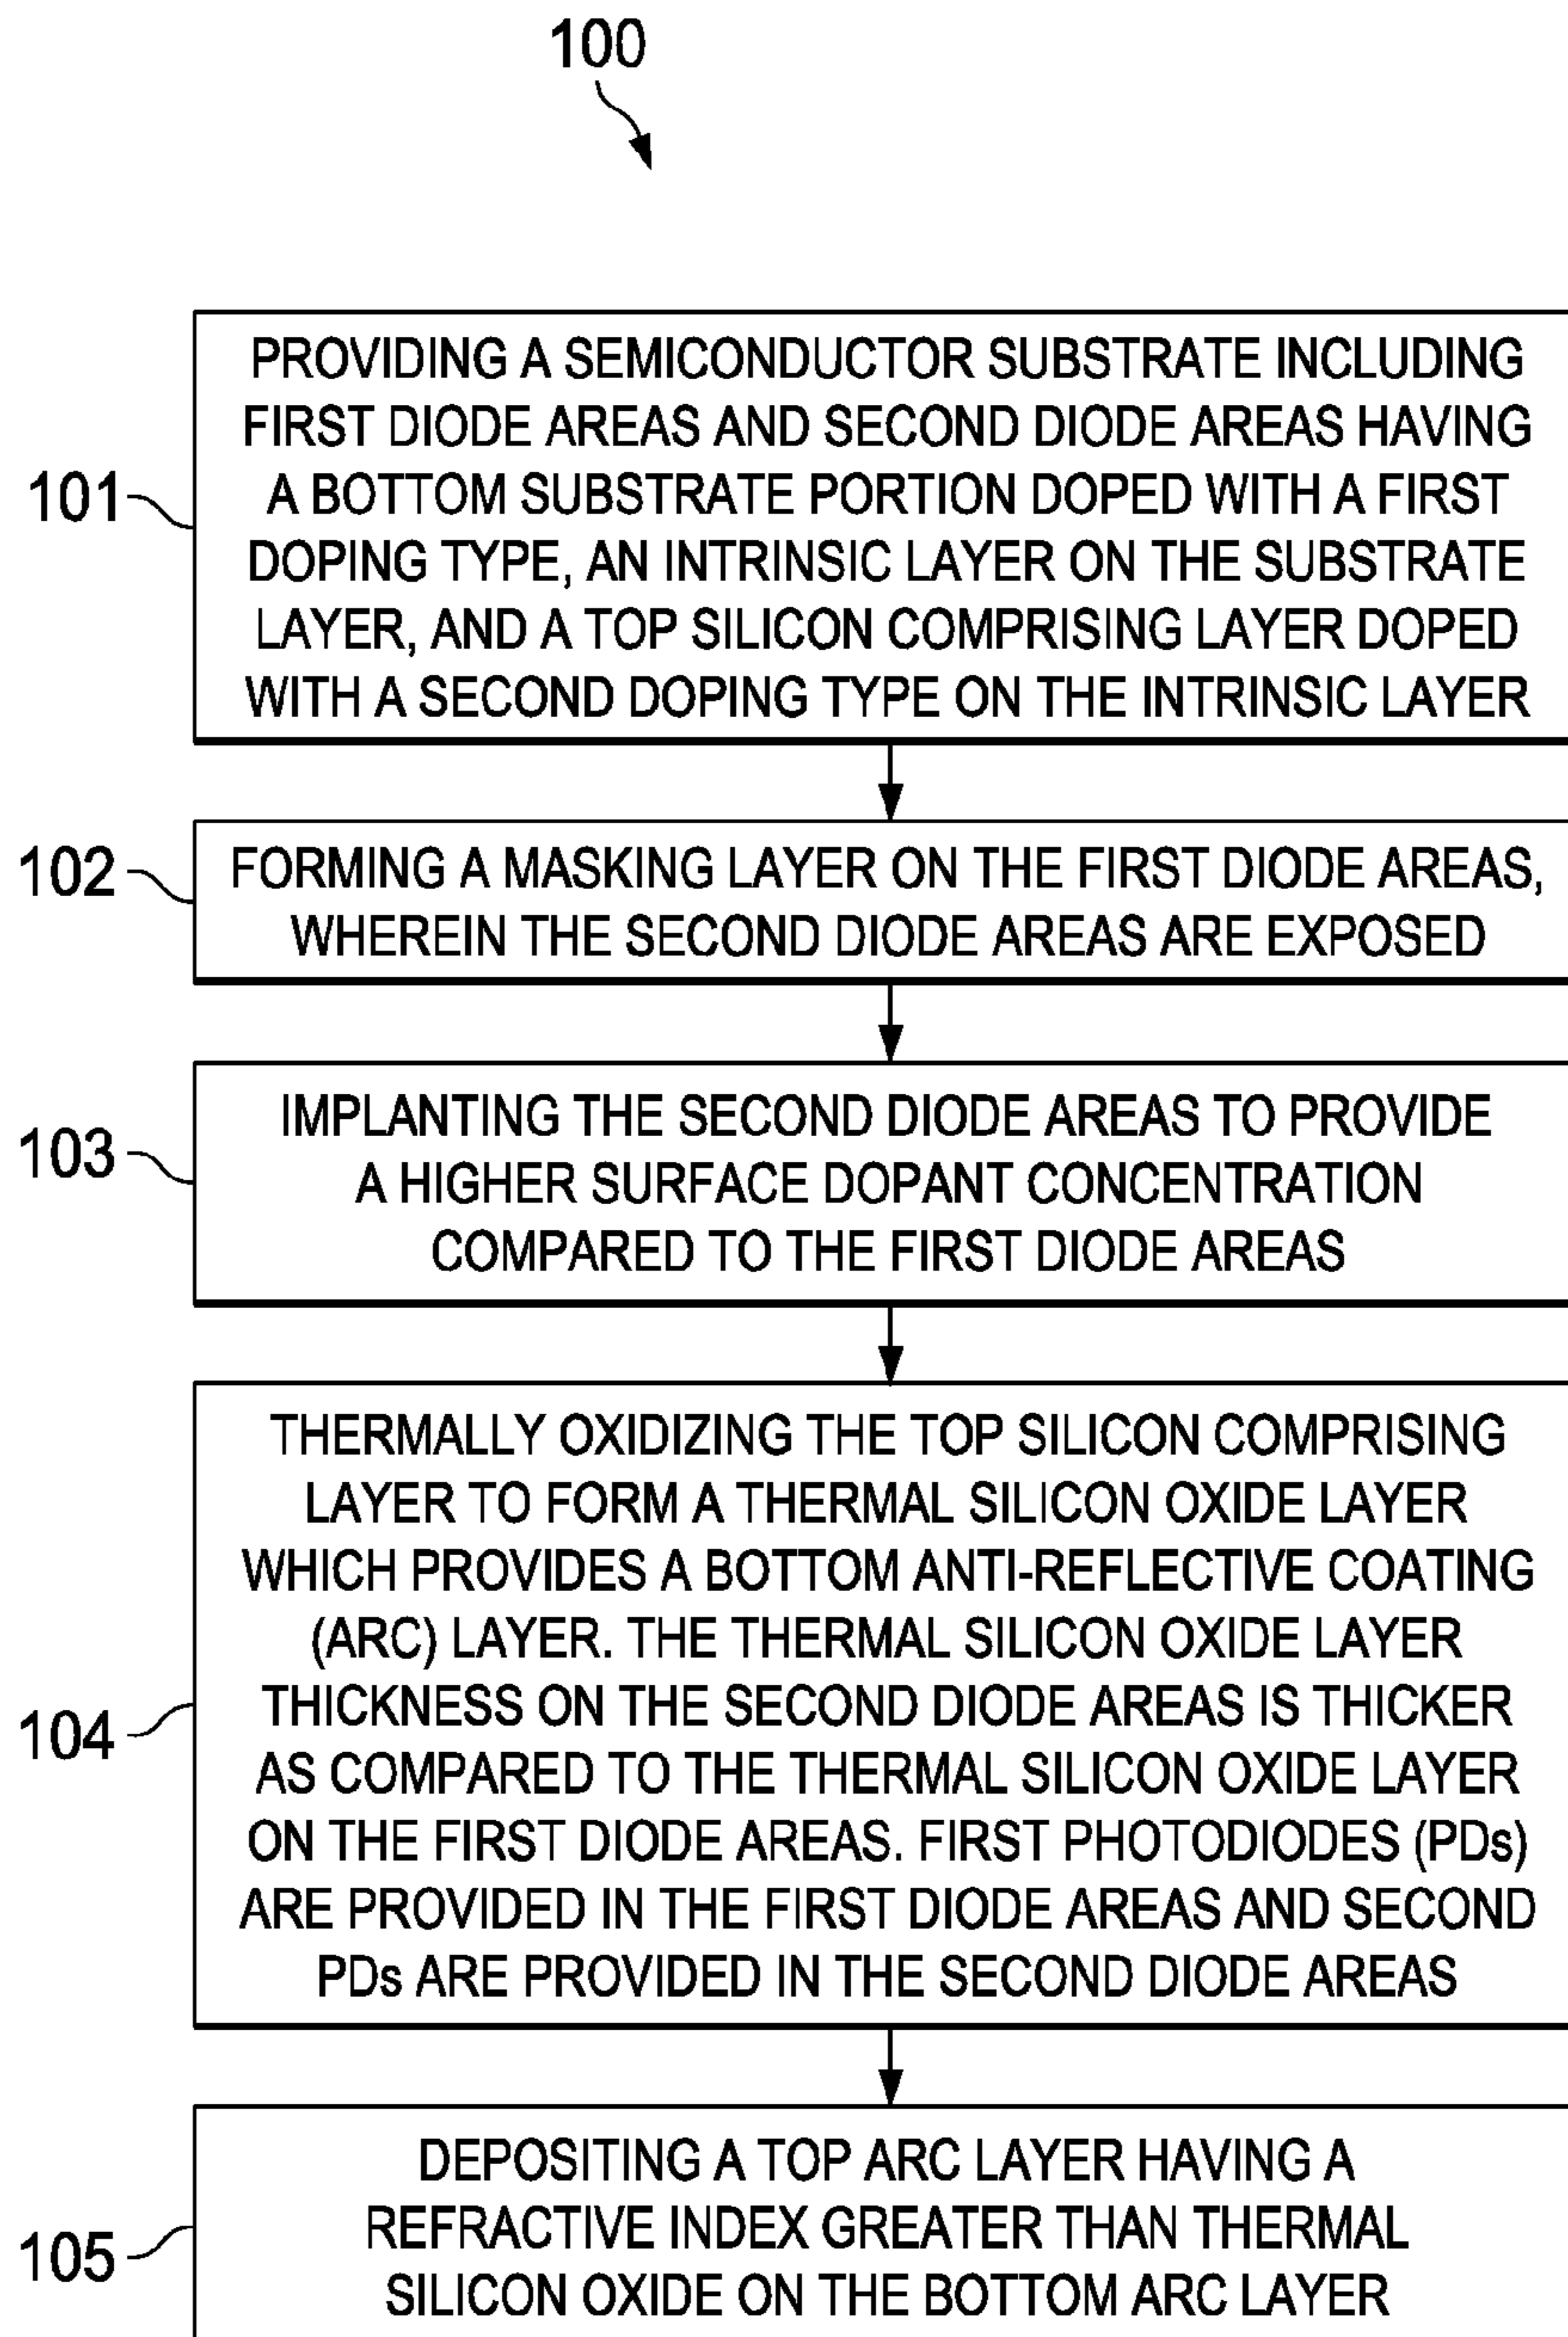 100
101
PROVIDING A SEMICONDUCTOR SUBSTRATE INCLUDING
FIRST DIODE AREAS AND SECOND DIODE AREAS HAVING
A BOTTOM SUBSTRATE PORTION DOPED WITH A FIRST
DOPING TYPE, AN INTRINSIC LAYER ON THE SUBSTRATE
LAYER, AND A TOP SILICON COMPRISING LAYER DOPED
WITH A SECOND DOPING TYPE ON THE INTRINSIC LAYER
102
FORMING A MASKING LAYER ON THE FIRST DIODE AREAS,
WHEREIN THE SECOND DIODE AREAS ARE EXPOSED
103
IMPLANTING THE SECOND DIODE AREAS TO PROVIDE
A HIGHER SURFACE DOPANT CONCENTRATION
COMPARED TO THE FIRST DIODE AREAS
104
THERMALLY OXIDIZING THE TOP SILICON COMPRISING
LAYER TO FORM A THERMAL SILICON OXIDE LAYER
WHICH PROVIDES A BOTTOM ANTI-REFLECTIVE COATING
(ARC) LAYER. THE THERMAL SILICON OXIDE LAYER
THICKNESS ON THE SECOND DIODE AREAS IS THICKER
AS COMPARED TO THE THERMAL SILICON OXIDE LAYER
ON THE FIRST DIODE AREAS. FIRST PHOTODIODES (PDs)
ARE PROVIDED IN THE FIRST DIODE AREAS AND SECOND
PDs ARE PROVIDED IN THE SECOND DIODE AREAS
105
DEPOSITING A TOP ARC LAYER HAVING A
REFRACTIVE INDEX GREATER THAN THERMAL
SILICON OXIDE ON THE BOTTOM ARC LAYER